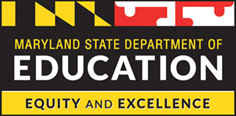 MARYLAND STATE DEPARTMENT OF
EDUCATION
EQUITY AND EXCELLENCE